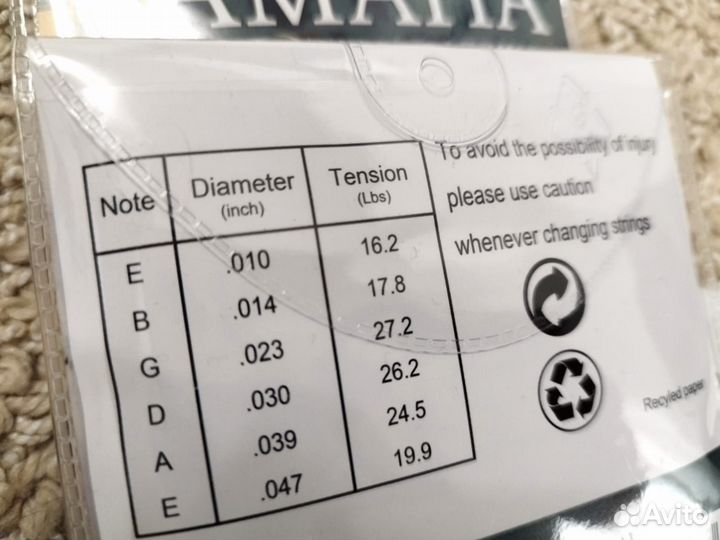 YAMAHA
Note Diameter (inch) Tension (Lbs)
E .010 16.2
B .014 17.8
G .023 27.2
D .030 26.2
A .039 24.5
E .047 19.9
To avoid the possibility of injury
please use caution
whenever changing strings
Recyled paper
Avito